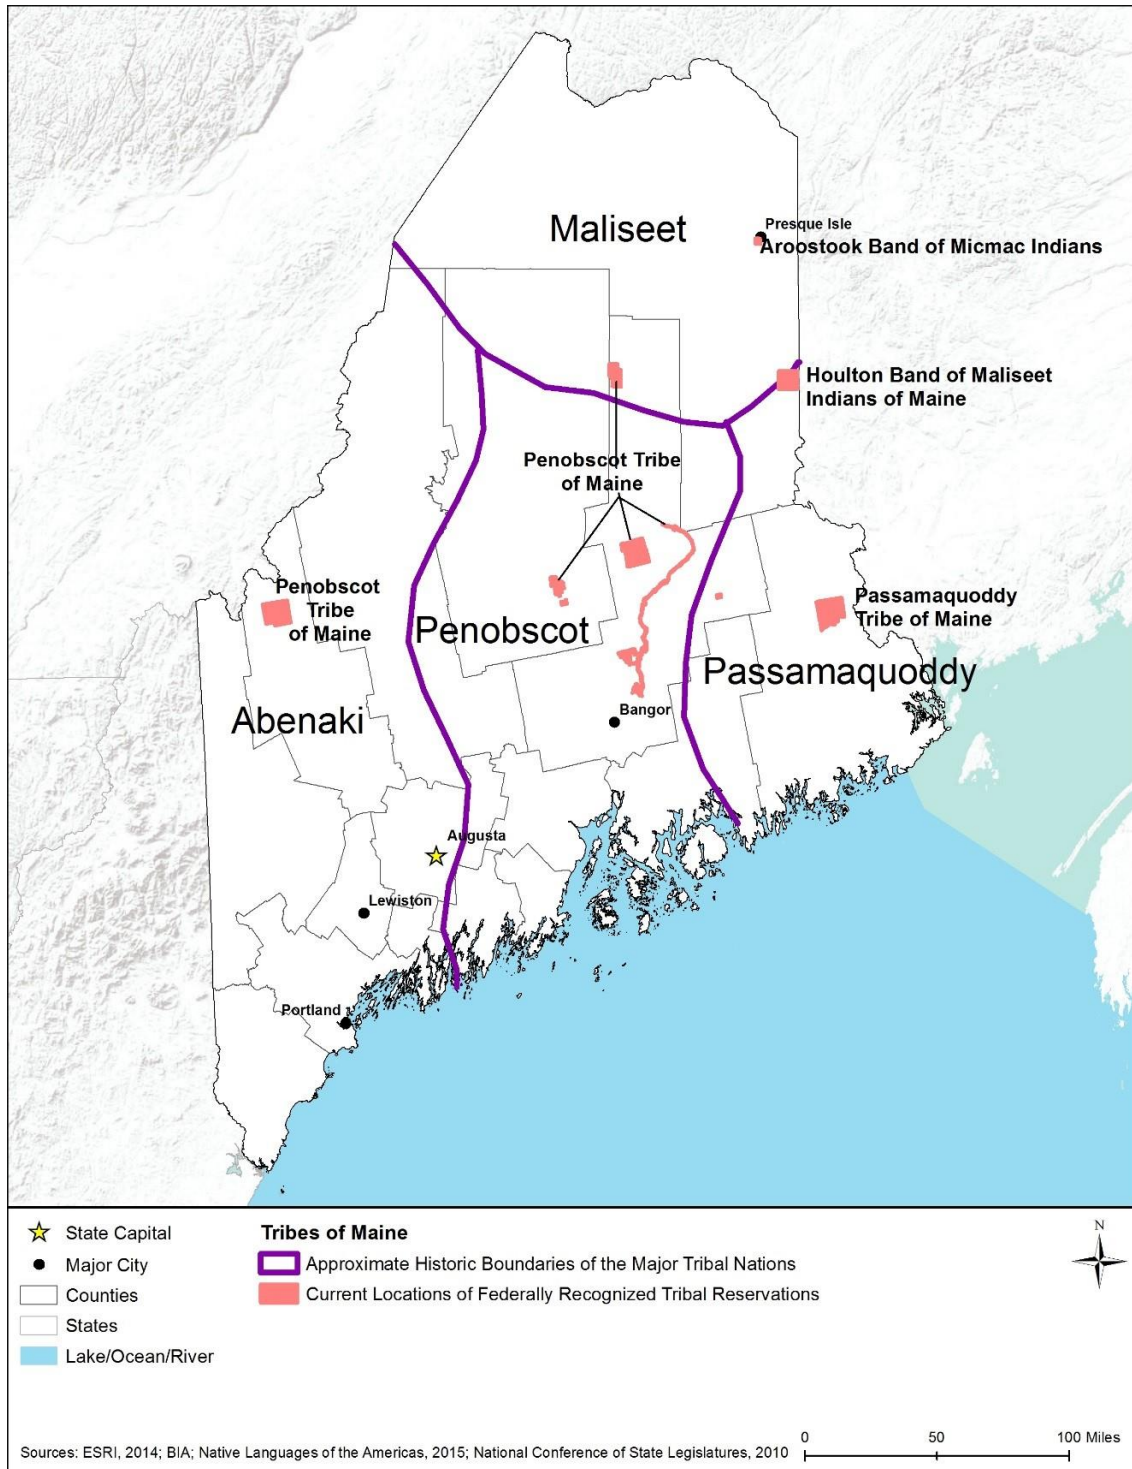 Maliseet
Presque Isle
Aroostook Band of Micmac Indians
Houlton Band of Maliseet
Indians of Maine
Penobscot Tribe
of Maine
Penobscot
Tribe
of Maine
Passamaquoddy
Tribe of Maine
Penobscot
Passamaquoddy
Abenaki
Bangor
Augusta
Lewiston
Portland
State Capital
Major City
Counties
States
Lake/Ocean/River
Tribes of Maine
Approximate Historic Boundaries of the Major Tribal Nations
Current Locations of Federally Recognized Tribal Reservations
N
Sources: ESRI, 2014; BIA; Native Languages of the Americas, 2015; National Conference of State Legislatures, 2010
0 50 100 Miles